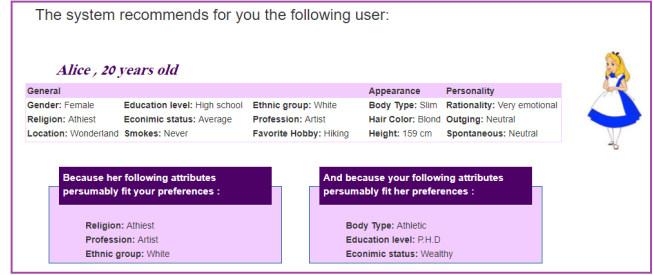 The system recommends for you the following user:
Alice , 20 years old
General Appearance Personality
Gender: Female Education level: High school Ethnic group: White Body Type: Slim Rationality: Very emotional
Religion: Athiest Econimic status: Average Profession: Artist Hair Color: Blond Outging: Neutral
Location: Wonderland Smokes: Never Favorite Hobby: Hiking Height: 159 cm Spontaneous: Neutral
Because her following attributes
persumably fit your preferences :
Religion: Athiest
Profession: Artist
Ethnic group: White
And because your following attributes
persumably fit her preferences :
Body Type: Athletic
Education level: P.H.D
Econimic status: Wealthy